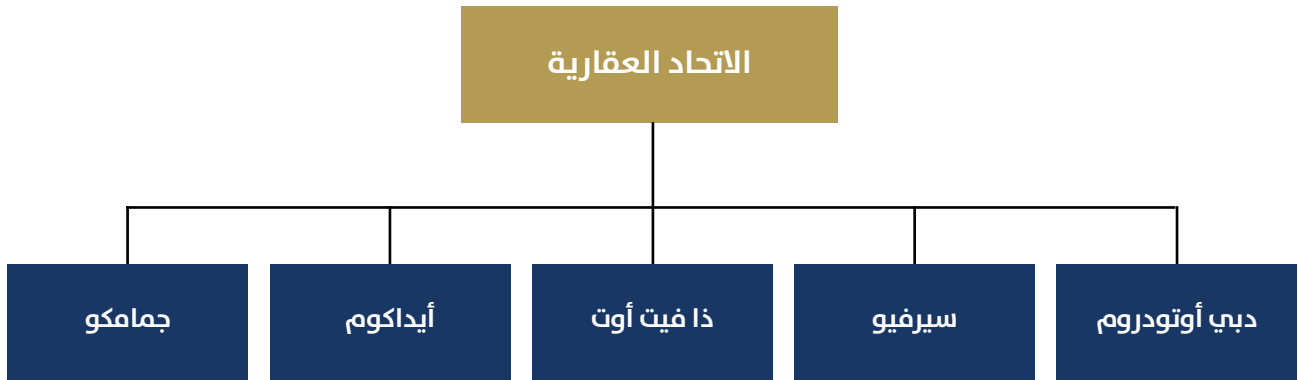 الاتحاد العقارية
دبي أوتودروم
سيرفيو
ذا فيت أوت
أيداكوم
جمامكو